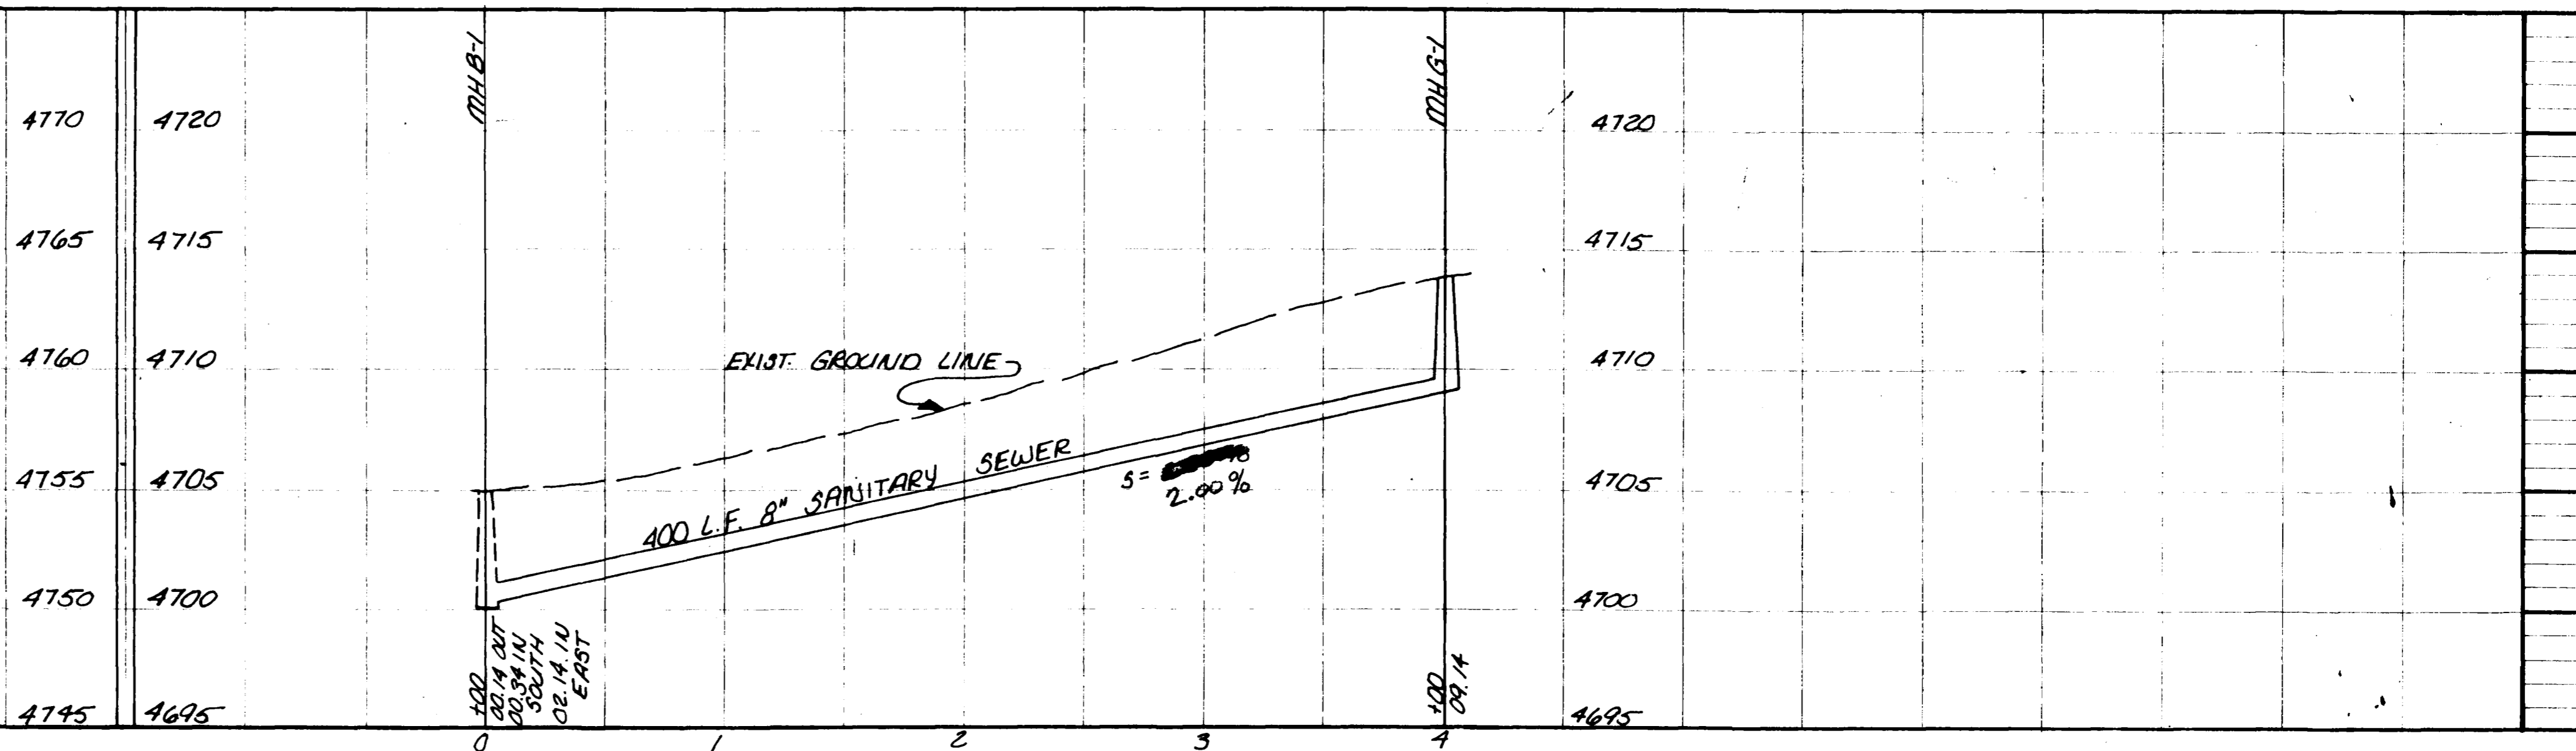 MH B-1
MH G-1
4770 4720 4720
4765 4715 4715
4760 4710 4710
EXIST. GROUND LINE
4755 4705 4705
400 L.F. 8" SANITARY SEWER
S=
2.00%
4750 4700 4700
4745 4695 4695
+00
00.14 OUT
00.34 IN
SOUTH
02.14 IN
EAST
+00
09.14
0 1 2 3 4